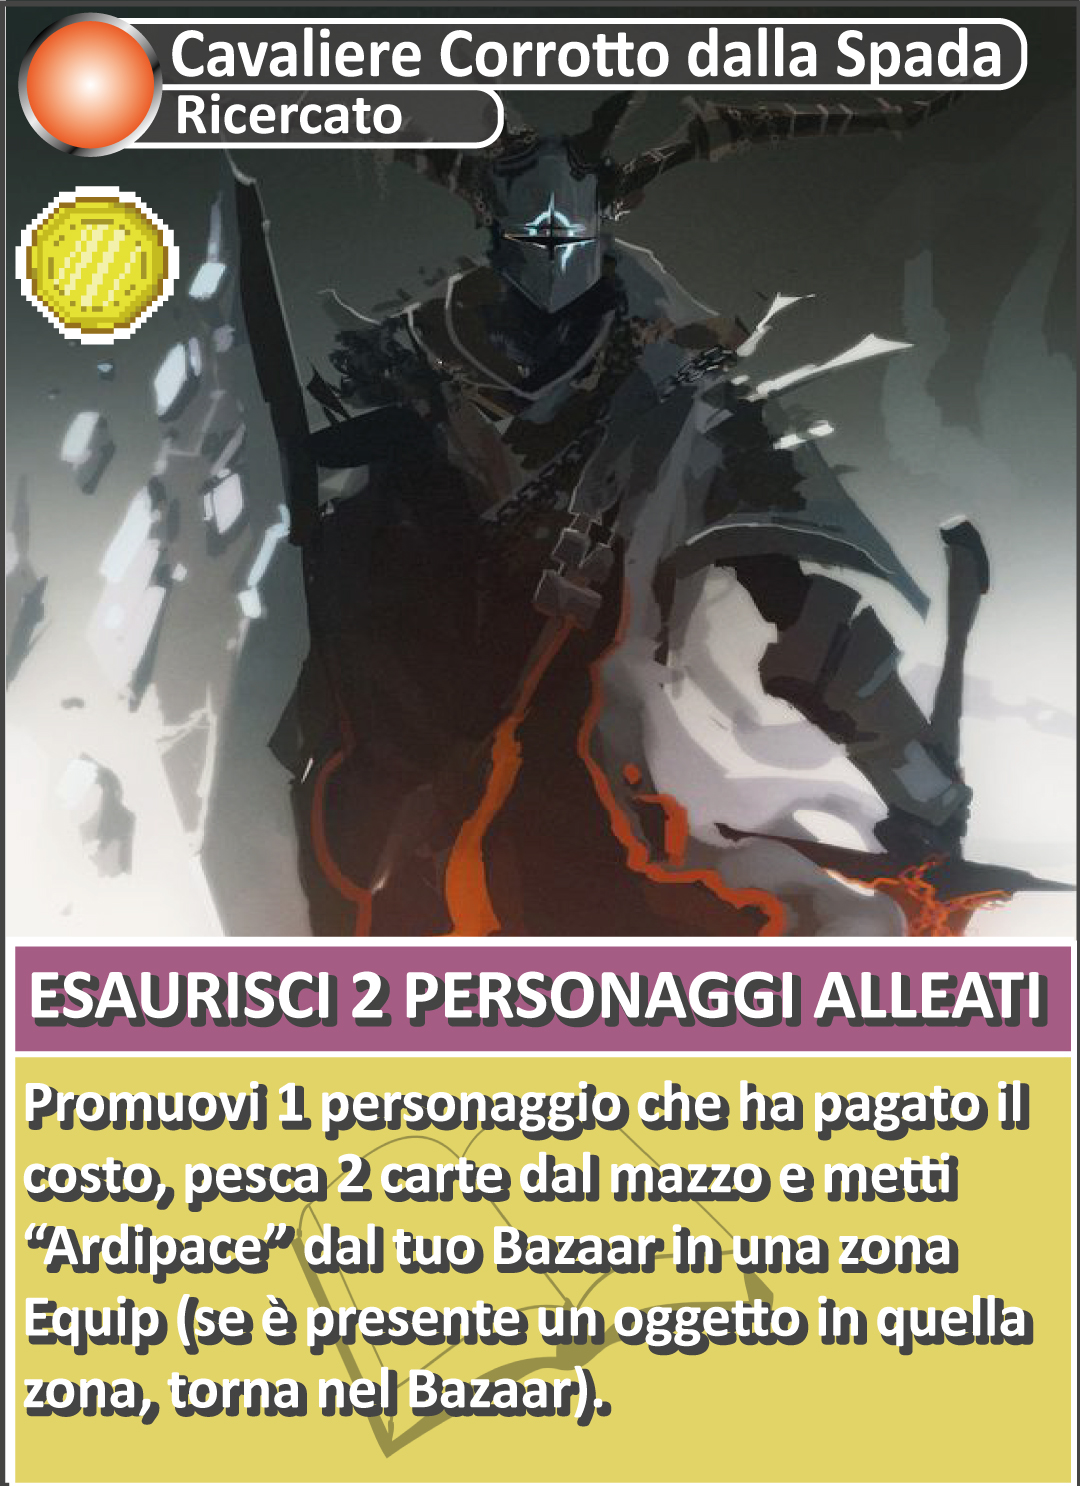 Cavaliere Corrotto dalla Spada
Ricercato
ESAURISCI 2 PERSONAGGI ALLEATI
Promuovi 1 personaggio che ha pagato il
costo, pesca 2 carte dal mazzo e metti
“Ardipace” dal tuo Bazaar in una zona
Equip (se è presente un oggetto in quella
zona, torna nel Bazaar).